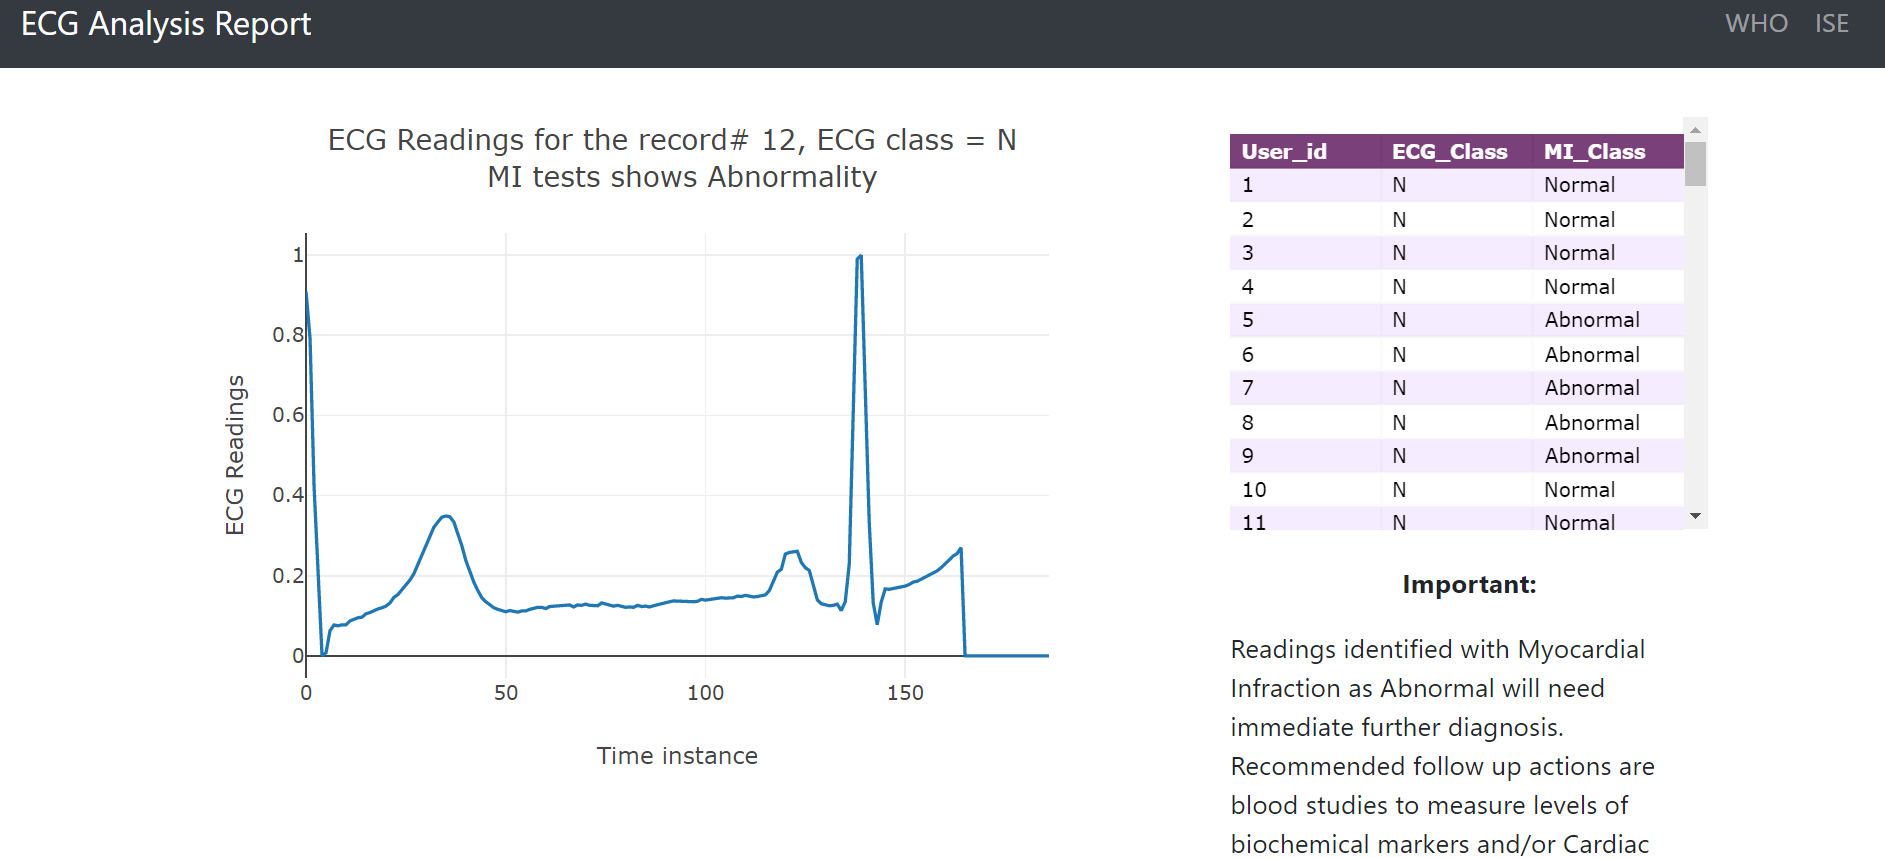 ECG Analysis Report
WHO ISE
ECG Readings for the record# 12, ECG class = N
MI tests shows Abnormality
ECG Readings
1
0.8
0.6
0.4
0.2
0
0 50 100 150
Time instance
User_id ECG_Class MI_Class
1 N Normal
2 N Normal
3 N Normal
4 N Normal
5 N Abnormal
6 N Abnormal
7 N Abnormal
8 N Abnormal
9 N Abnormal
10 N Normal
11 N Normal
Important:
Readings identified with Myocardial
Infraction as Abnormal will need
immediate further diagnosis.
Recommended follow up actions are
blood studies to measure levels of
biochemical markers and/or Cardiac